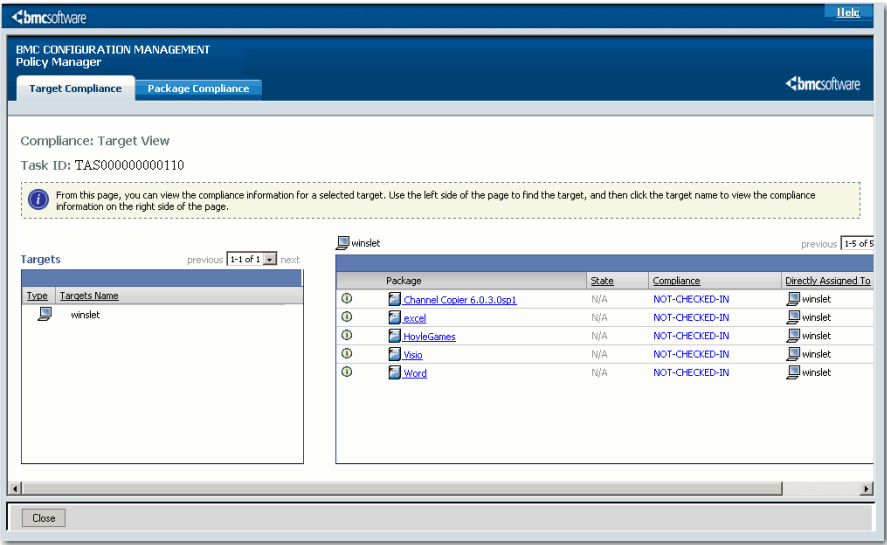 bmcsoftware
Help
BMC CONFIGURATION MANAGEMENT
Policy Manager
Target Compliance
Package Compliance
bmcsoftware
Compliance: Target View
Task ID: TAS000000000110
From this page, you can view the compliance information for a selected target. Use the left side of the page to find the target, and then click the target name to view the compliance
information on the right side of the page.
Targets
previous 1-1 of 1 next
Type Targets Name
winslet
winslet
previous 1-5 of 5
Package State Compliance Directly Assigned To
Channel Copier 6.0.3.0sp1 N/A NOT-CHECKED-IN winslet
excel N/A NOT-CHECKED-IN winslet
HoyleGames N/A NOT-CHECKED-IN winslet
Visio N/A NOT-CHECKED-IN winslet
Word N/A NOT-CHECKED-IN winslet
Close